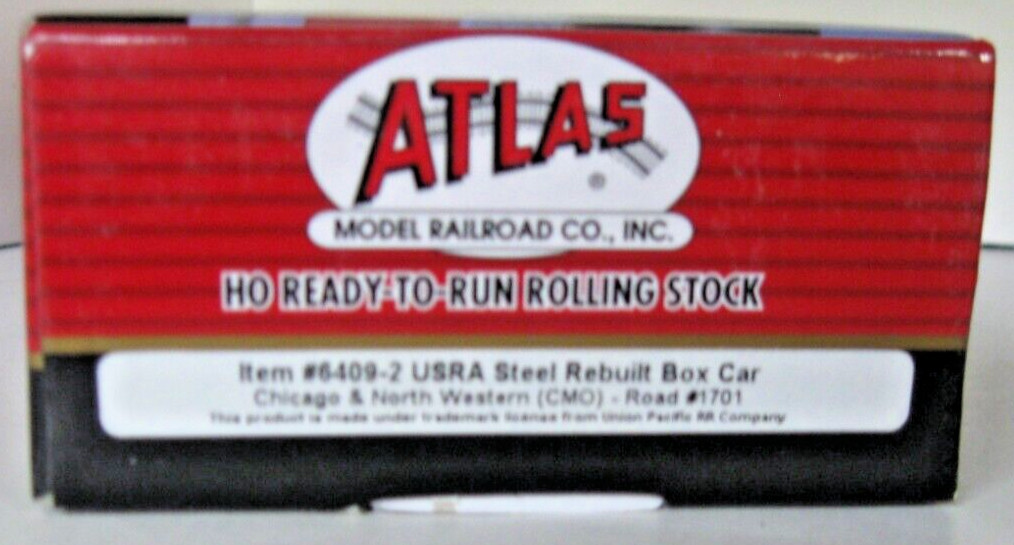 ATLAS
®
MODEL RAILROAD CO., INC.
HO READY-TO-RUN ROLLING STOCK
Item #6409-2 USRA Steel Rebuilt Box Car
Chicago & North Western (CMO) - Road #1701
This product is made under trademark license from Union Pacific RR Company